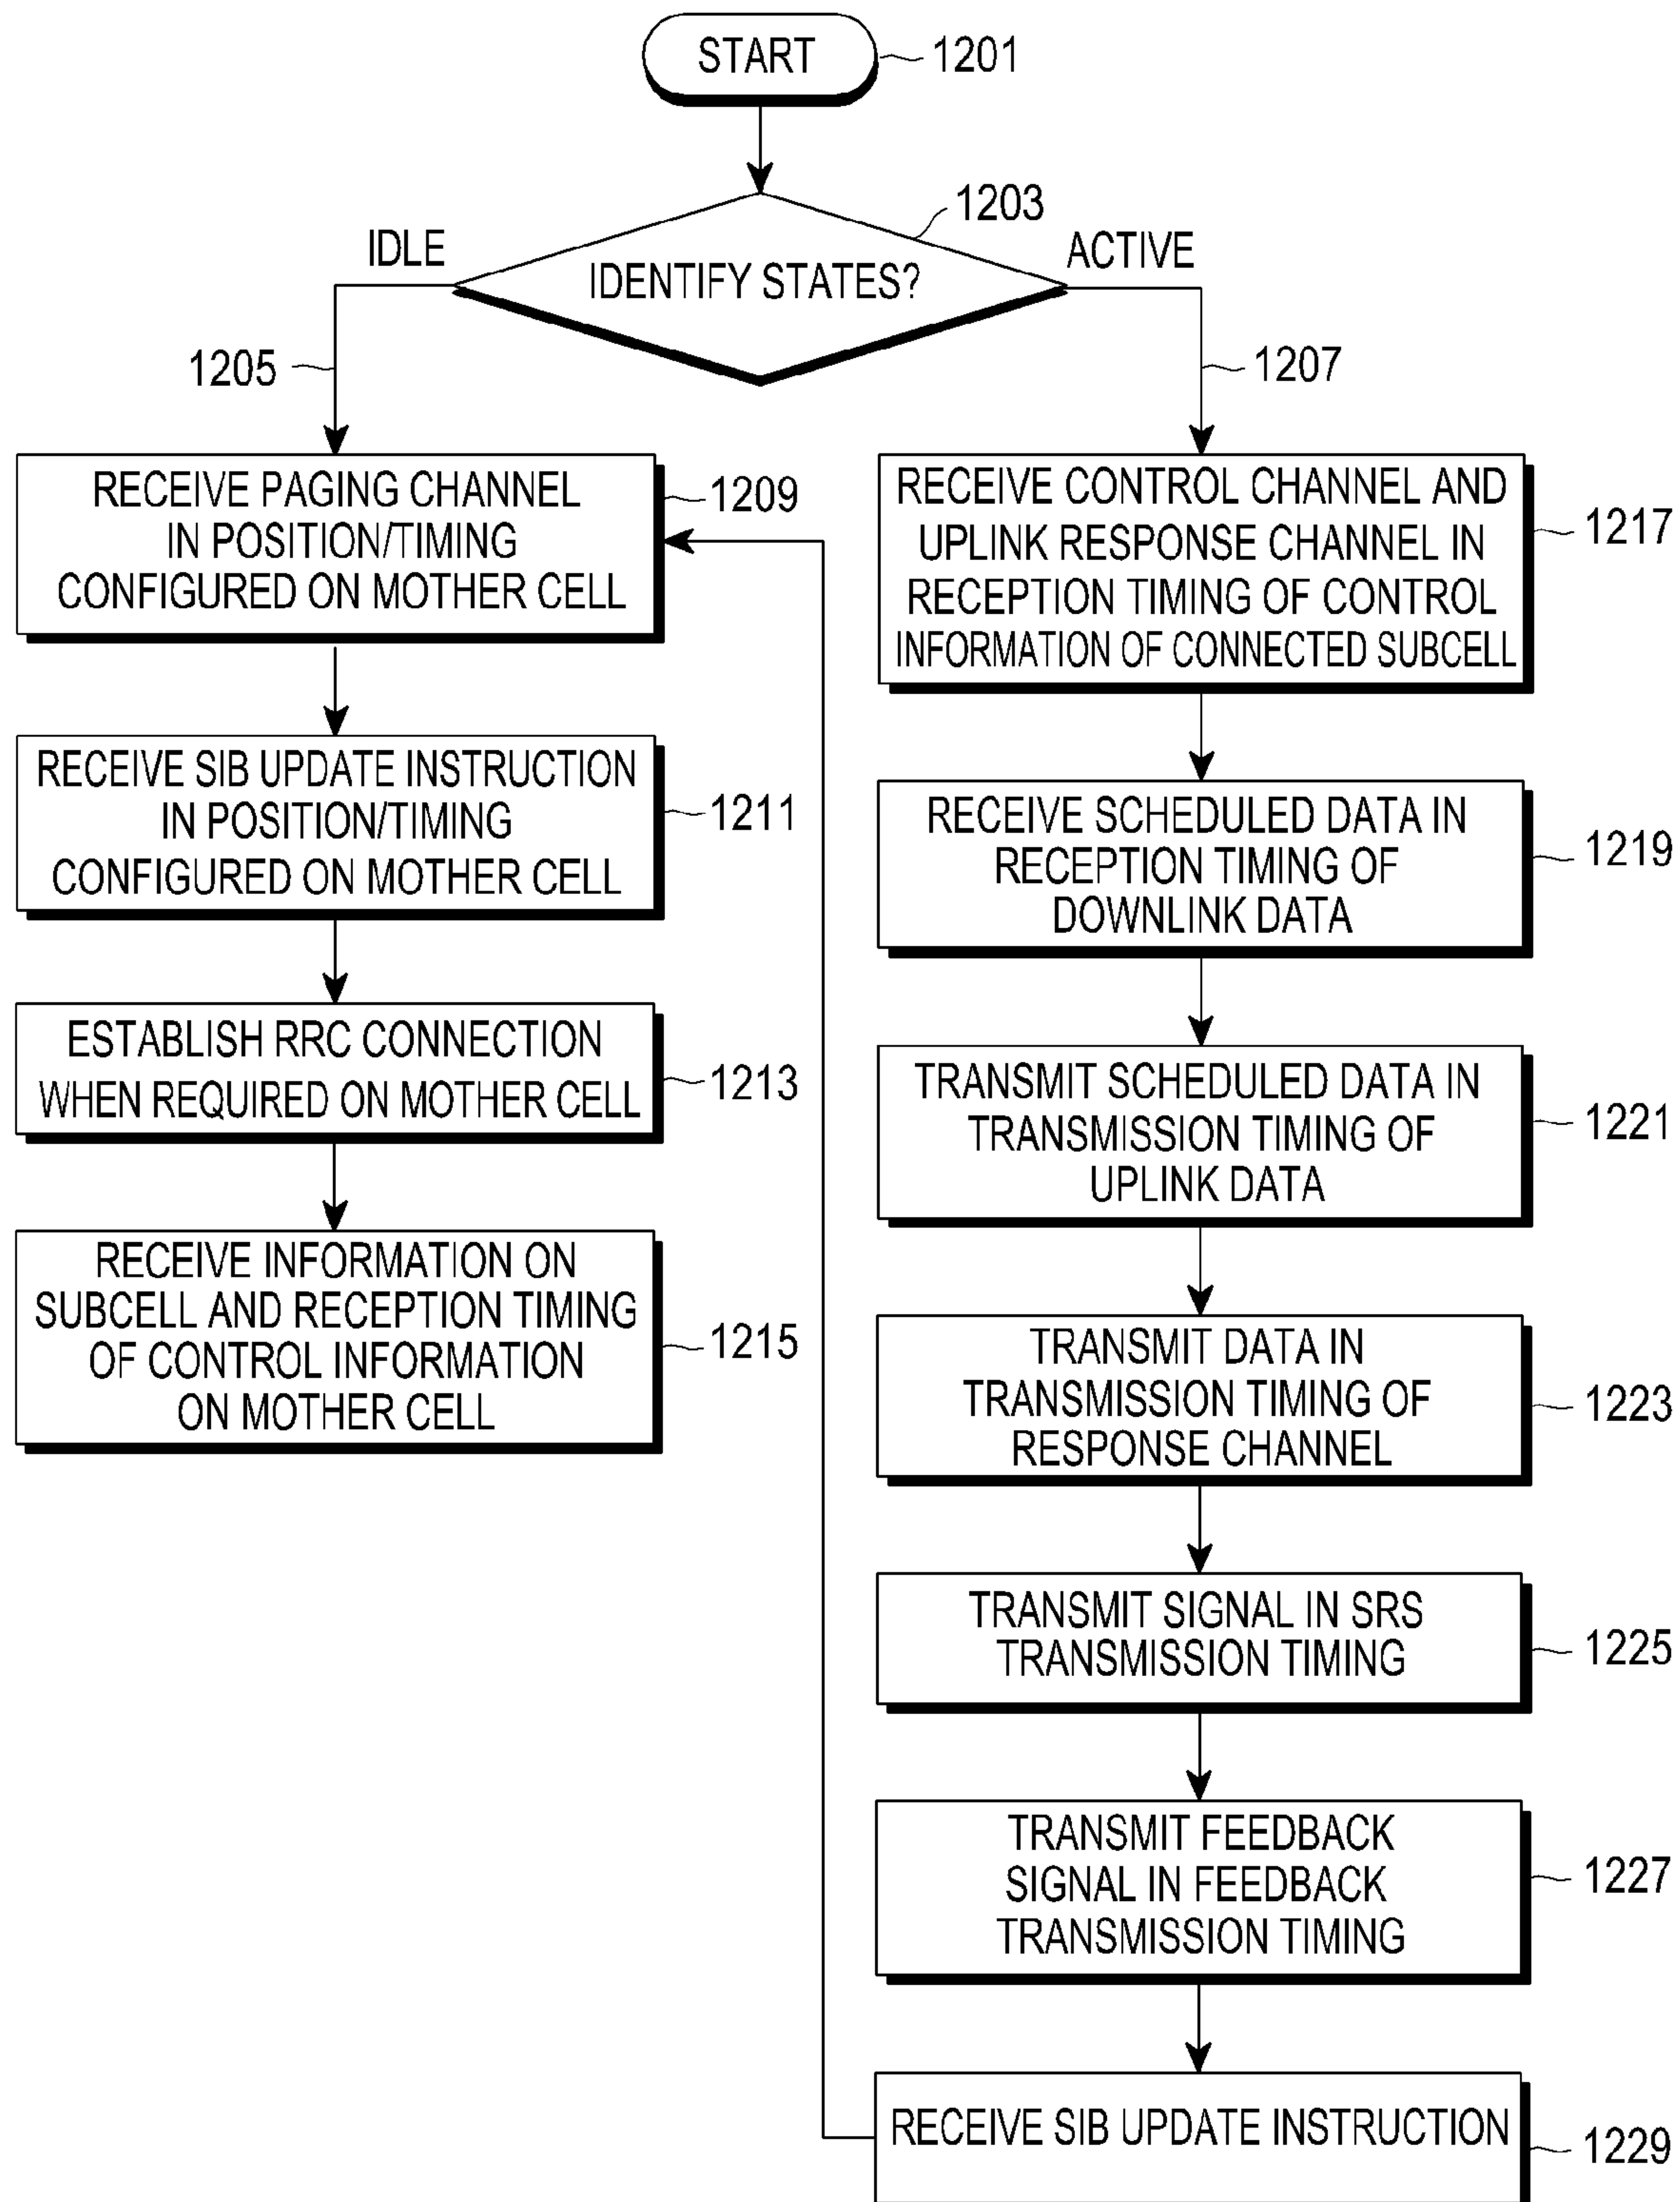 START
1201
1203
IDLE
IDENTIFY STATES?
ACTIVE
1205
1207
RECEIVE PAGING CHANNEL
IN POSITION/TIMING
CONFIGURED ON MOTHER CELL
1209
RECEIVE SIB UPDATE INSTRUCTION
IN POSITION/TIMING
CONFIGURED ON MOTHER CELL
1211
ESTABLISH RRC CONNECTION
WHEN REQUIRED ON MOTHER CELL
1213
RECEIVE INFORMATION ON
SUBCELL AND RECEPTION TIMING
OF CONTROL INFORMATION
ON MOTHER CELL
1215
RECEIVE CONTROL CHANNEL AND
UPLINK RESPONSE CHANNEL IN
RECEPTION TIMING OF CONTROL
INFORMATION OF CONNECTED SUBCELL
1217
RECEIVE SCHEDULED DATA IN
RECEPTION TIMING OF
DOWNLINK DATA
1219
TRANSMIT SCHEDULED DATA IN
TRANSMISSION TIMING OF
UPLINK DATA
1221
TRANSMIT DATA IN
TRANSMISSION TIMING OF
RESPONSE CHANNEL
1223
TRANSMIT SIGNAL IN SRS
TRANSMISSION TIMING
1225
TRANSMIT FEEDBACK
SIGNAL IN FEEDBACK
TRANSMISSION TIMING
1227
RECEIVE SIB UPDATE INSTRUCTION
1229